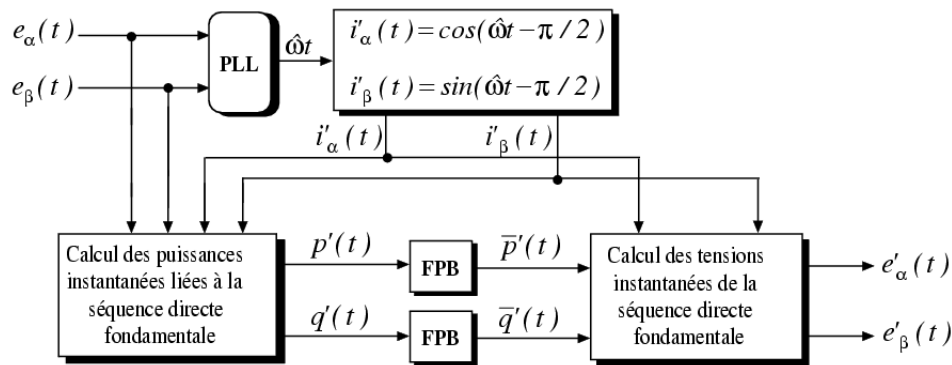 e_α(t)
e_β(t)
PLL
ω̂t
i'_α(t)=cos(ω̂t−π/2)
i'_β(t)=sin(ω̂t−π/2)
i'_α(t)
i'_β(t)
Calcul des puissances
instantanées liées à la
séquence directe
fondamentale
p'(t)
FPB
p̅'(t)
q'(t)
FPB
q̅'(t)
Calcul des tensions
instantanées de la
séquence directe
fondamentale
e'_α(t)
e'_β(t)